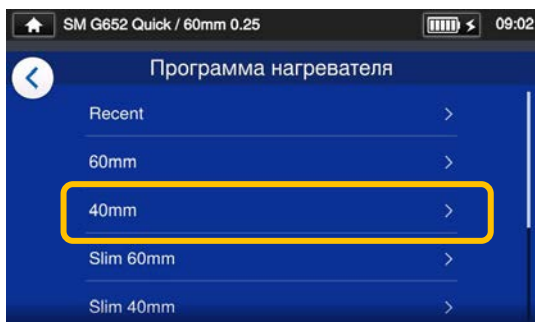 SM G652 Quick / 60mm 0.25 09:02
Программа нагревателя
Recent
60mm
40mm
Slim 60mm
Slim 40mm